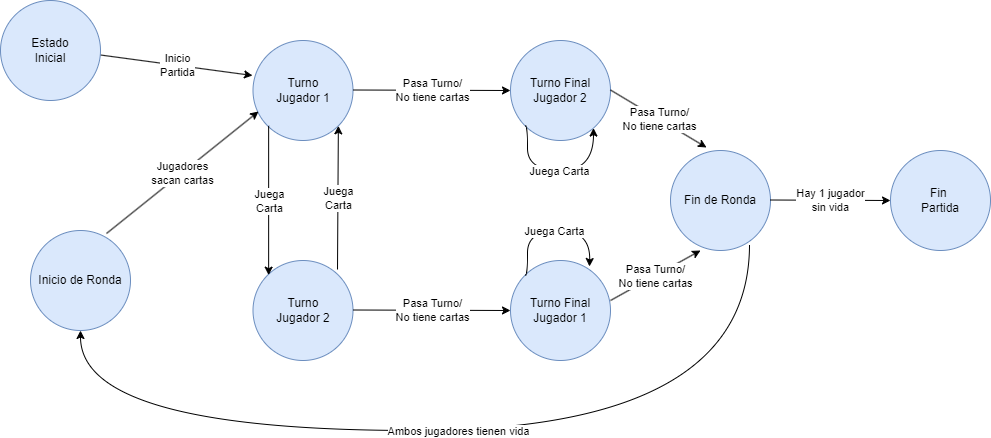 Estado
Inicial
Inicio
Partida
Turno
Jugador 1
Pasa Turno/
No tiene cartas
Turno Final
Jugador 2
Pasa Turno/
No tiene cartas
Juega Carta
Jugadores
sacan cartas
Juega
Carta
Juega
Carta
Fin de Ronda
Hay 1 jugador
sin vida
Fin
Partida
Inicio de Ronda
Juega Carta
Turno
Jugador 2
Pasa Turno/
No tiene cartas
Turno Final
Jugador 1
Pasa Turno/
No tiene cartas
Ambos jugadores tienen vida